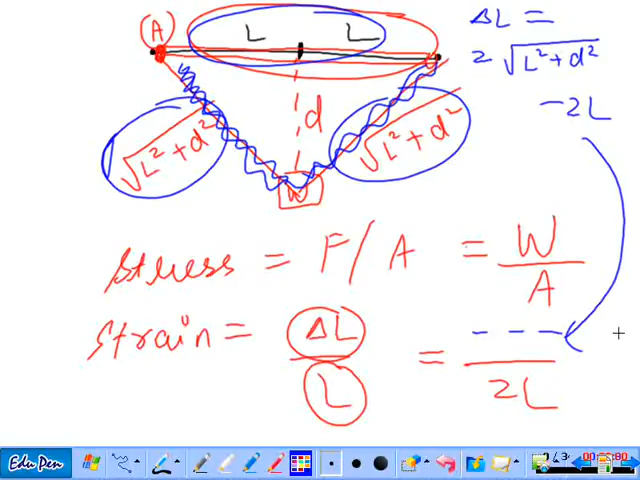 (A) L L ΔL =
2 √L²+d²
- 2L
d
√L²+d² √L²+d²
W
Stress = F / A = W / A
Strain = ΔL / L = - - - / 2L
Edu Pen